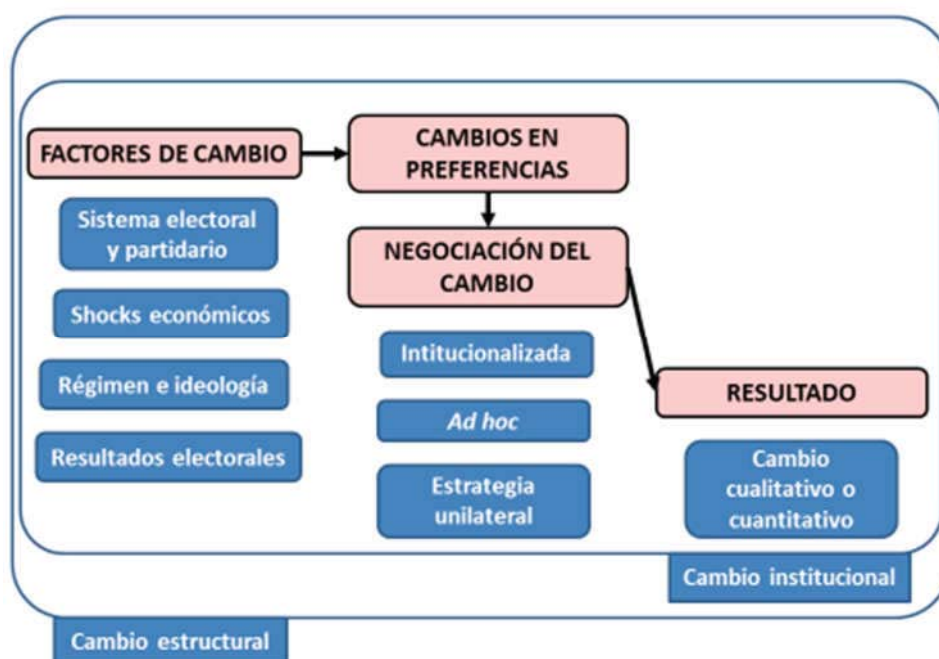 FACTORES DE CAMBIO
Sistema electoral
y partidario
Shocks económicos
Régimen e ideología
Resultados electorales
CAMBIOS EN
PREFERENCIAS
NEGOCIACIÓN DEL
CAMBIO
Intitucionalizada
Ad hoc
Estrategia
unilateral
RESULTADO
Cambio
cualitativo o
cuantitativo
Cambio institucional
Cambio estructural